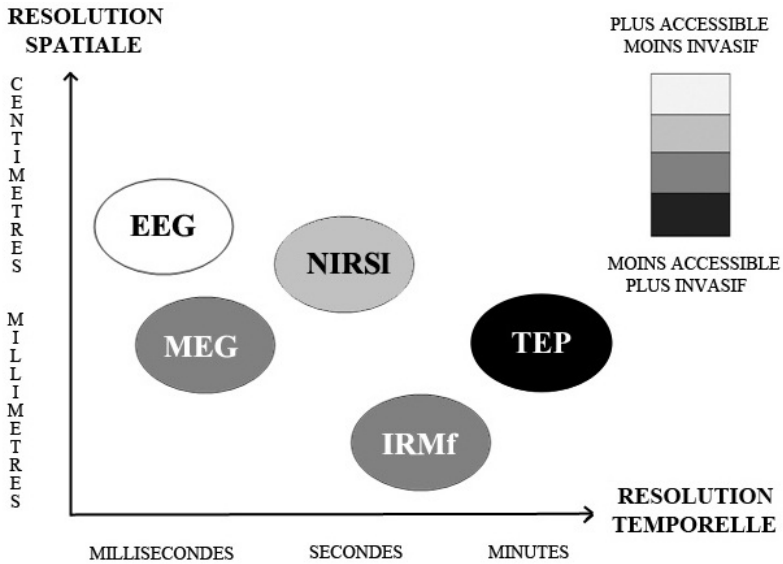 RESOLUTION
SPATIALE
PLUS ACCESSIBLE
MOINS INVASIF
CENTIMETRES
EEG
NIRSI
MOINS ACCESSIBLE
PLUS INVASIF
MILLIMETRES
MEG
TEP
IRMf
RESOLUTION
TEMPORELLE
MILLISECONDES
SECONDES
MINUTES